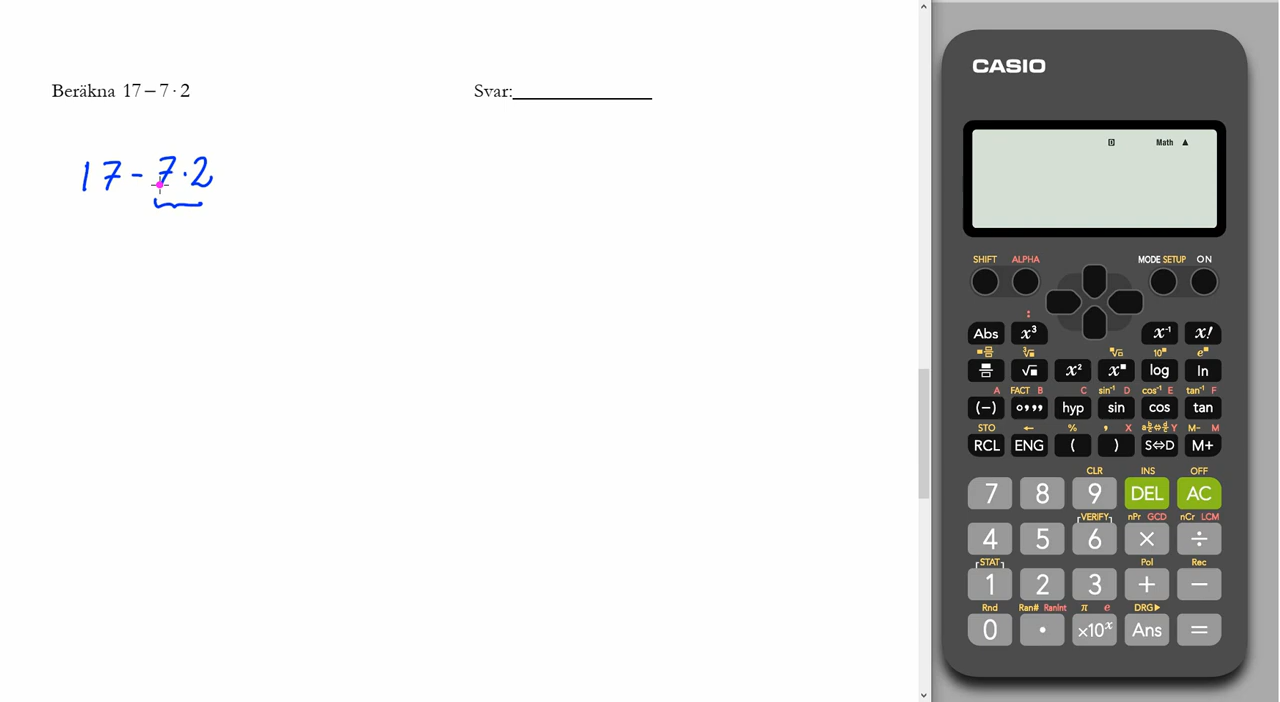 Beräkna 17 – 7 · 2
Svar:
17 - 7 · 2
CASIO
D Math ▲
SHIFT ALPHA MODE SETUP ON
:
Abs x³ x⁻¹ x!
³√■ ■√□ 10■ e■
√■ x² x■ log ln
A FACT B C sin⁻¹ D cos⁻¹ E tan⁻¹ F
(−) °,,, hyp sin cos tan
STO ← % , X a b/c⇔d/c Y M− M
RCL ENG ( ) S⇔D M+
CLR INS OFF
7 8 9 DEL AC
VERIFY nPr GCD nCr LCM
4 5 6 × ÷
STAT Pol Rec
1 2 3 + −
Rnd Ran# RanInt π e DRG▶
0 · ×10ˣ Ans =